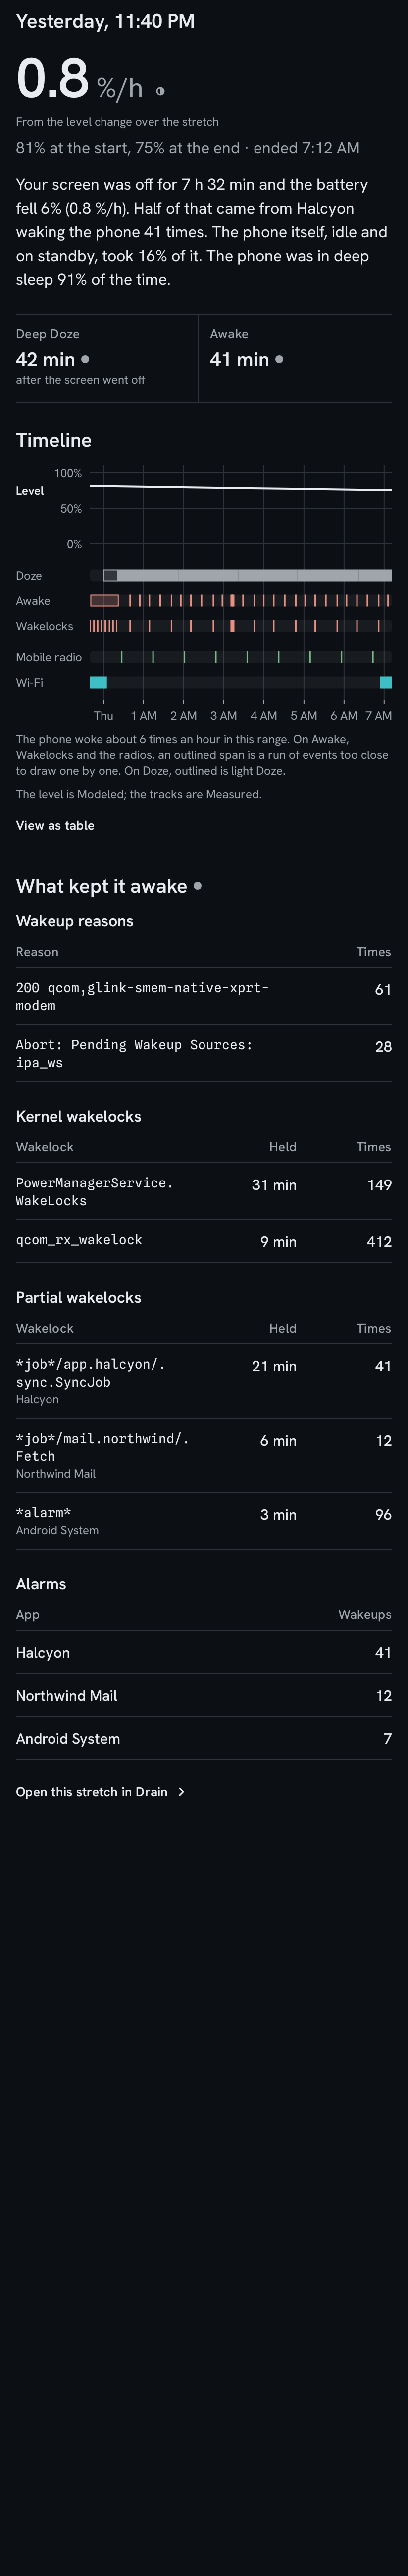 Yesterday, 11:40 PM
0.8 %/h
From the level change over the stretch
81% at the start, 75% at the end · ended 7:12 AM
Your screen was off for 7 h 32 min and the battery
fell 6% (0.8 %/h). Half of that came from Halcyon
waking the phone 41 times. The phone itself, idle and
on standby, took 16% of it. The phone was in deep
sleep 91% of the time.
Deep Doze
42 min
after the screen went off
Awake
41 min
Timeline
100%
Level
50%
0%
Doze
Awake
Wakelocks
Mobile radio
Wi-Fi
Thu 1 AM 2 AM 3 AM 4 AM 5 AM 6 AM 7 AM
The phone woke about 6 times an hour in this range. On Awake,
Wakelocks and the radios, an outlined span is a run of events too close
to draw one by one. On Doze, outlined is light Doze.
The level is Modeled; the tracks are Measured.
View as table
What kept it awake
Wakeup reasons
Reason Times
200 qcom,glink-smem-native-xprt-
modem
61
Abort: Pending Wakeup Sources:
ipa_ws
28
Kernel wakelocks
Wakelock Held Times
PowerManagerService.
WakeLocks
31 min 149
qcom_rx_wakelock 9 min 412
Partial wakelocks
Wakelock Held Times
*job*/app.halcyon/.
sync.SyncJob
Halcyon
21 min 41
*job*/mail.northwind/.
Fetch
Northwind Mail
6 min 12
*alarm*
Android System
3 min 96
Alarms
App Wakeups
Halcyon 41
Northwind Mail 12
Android System 7
Open this stretch in Drain